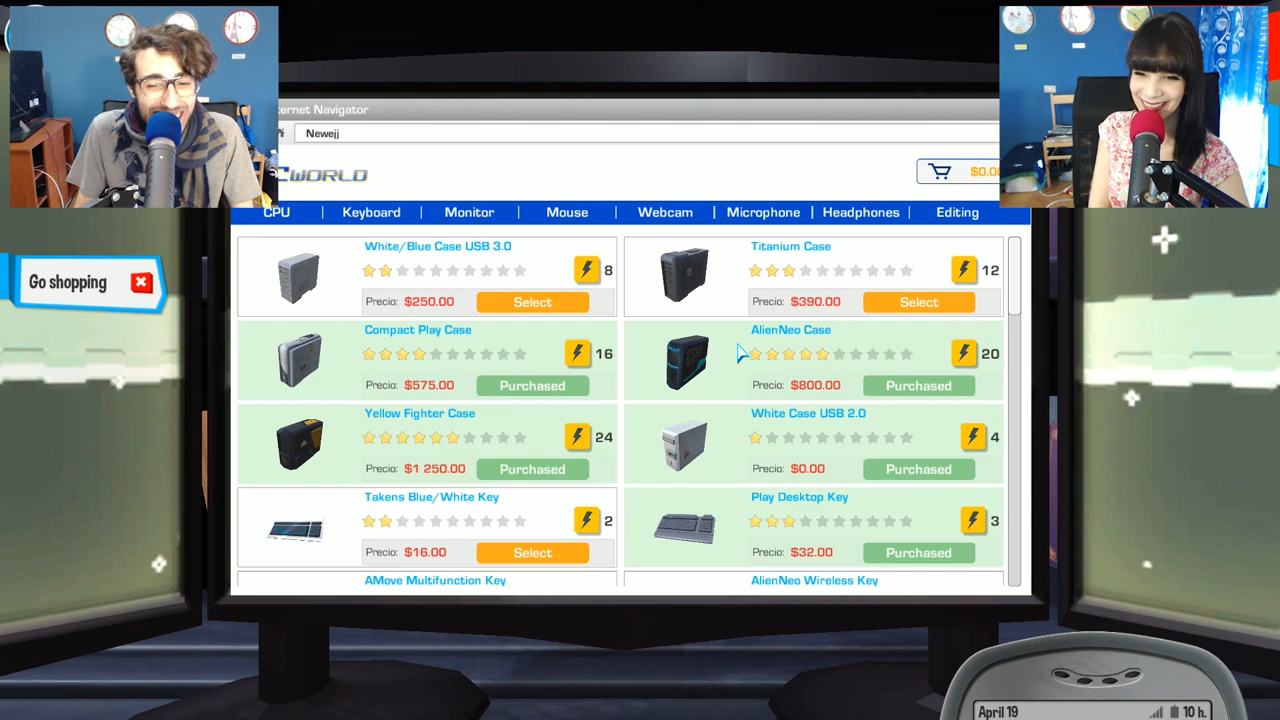 ternet Navigator
Newejj
CWORLD
$0.0
CPU | Keyboard | Monitor | Mouse | Webcam | Microphone | Headphones | Editing
Go shopping
White/Blue Case USB 3.0
8
Precio: $250.00 Select
Titanium Case
12
Precio: $390.00 Select
Compact Play Case
16
Precio: $575.00 Purchased
AlienNeo Case
20
Precio: $800.00 Purchased
Yellow Fighter Case
24
Precio: $1 250.00 Purchased
White Case USB 2.0
4
Precio: $0.00 Purchased
Takens Blue/White Key
2
Precio: $16.00 Select
Play Desktop Key
3
Precio: $32.00 Purchased
AMove Multifunction Key
AlienNeo Wireless Key
April 19
10 h.